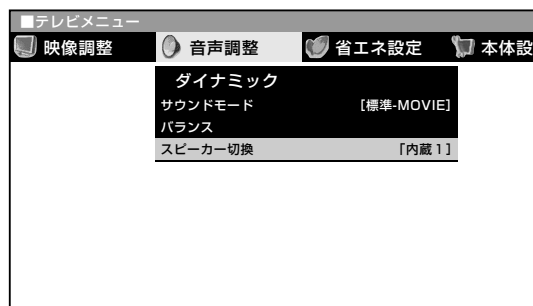 ■テレビメニュー
映像調整 音声調整 省エネ設定 本体設
ダイナミック
サウンドモード [標準-MOVIE]
バランス
スピーカー切換 [内蔵1]